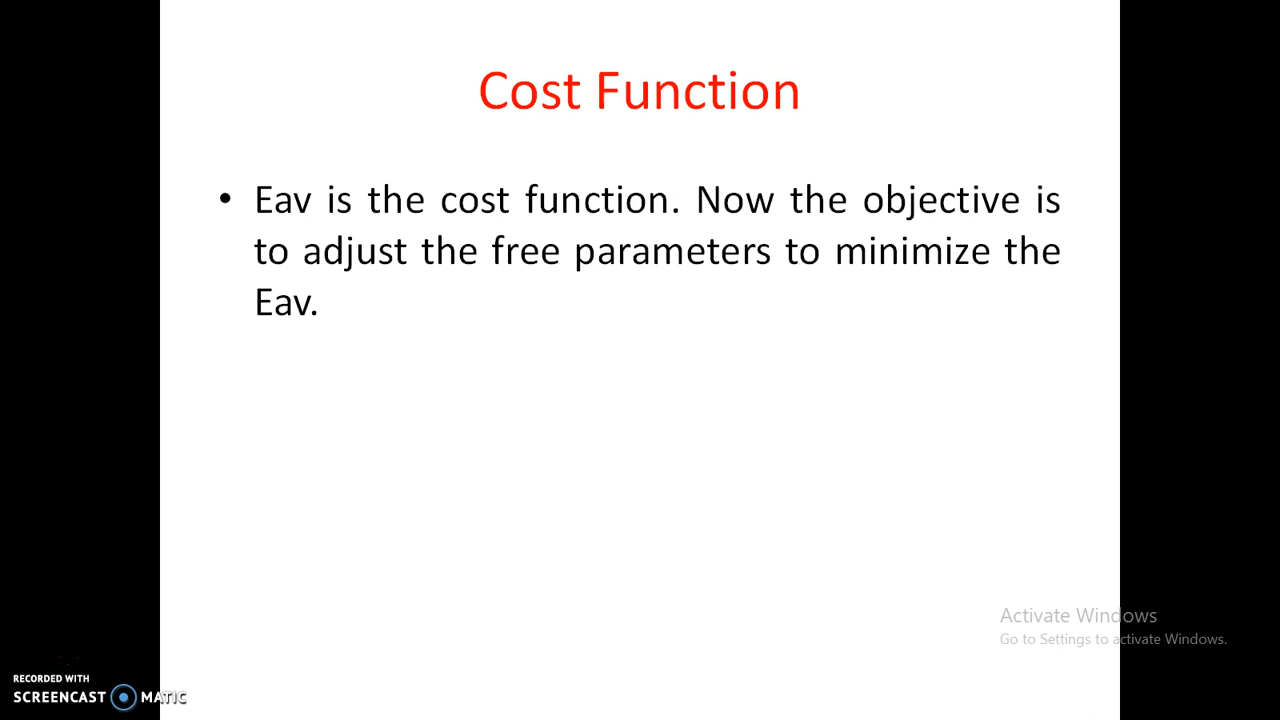 Cost Function
• Eav is the cost function. Now the objective is
to adjust the free parameters to minimize the
Eav.
Activate Windows
Go to Settings to activate Windows.
RECORDED WITH
SCREENCAST MATIC